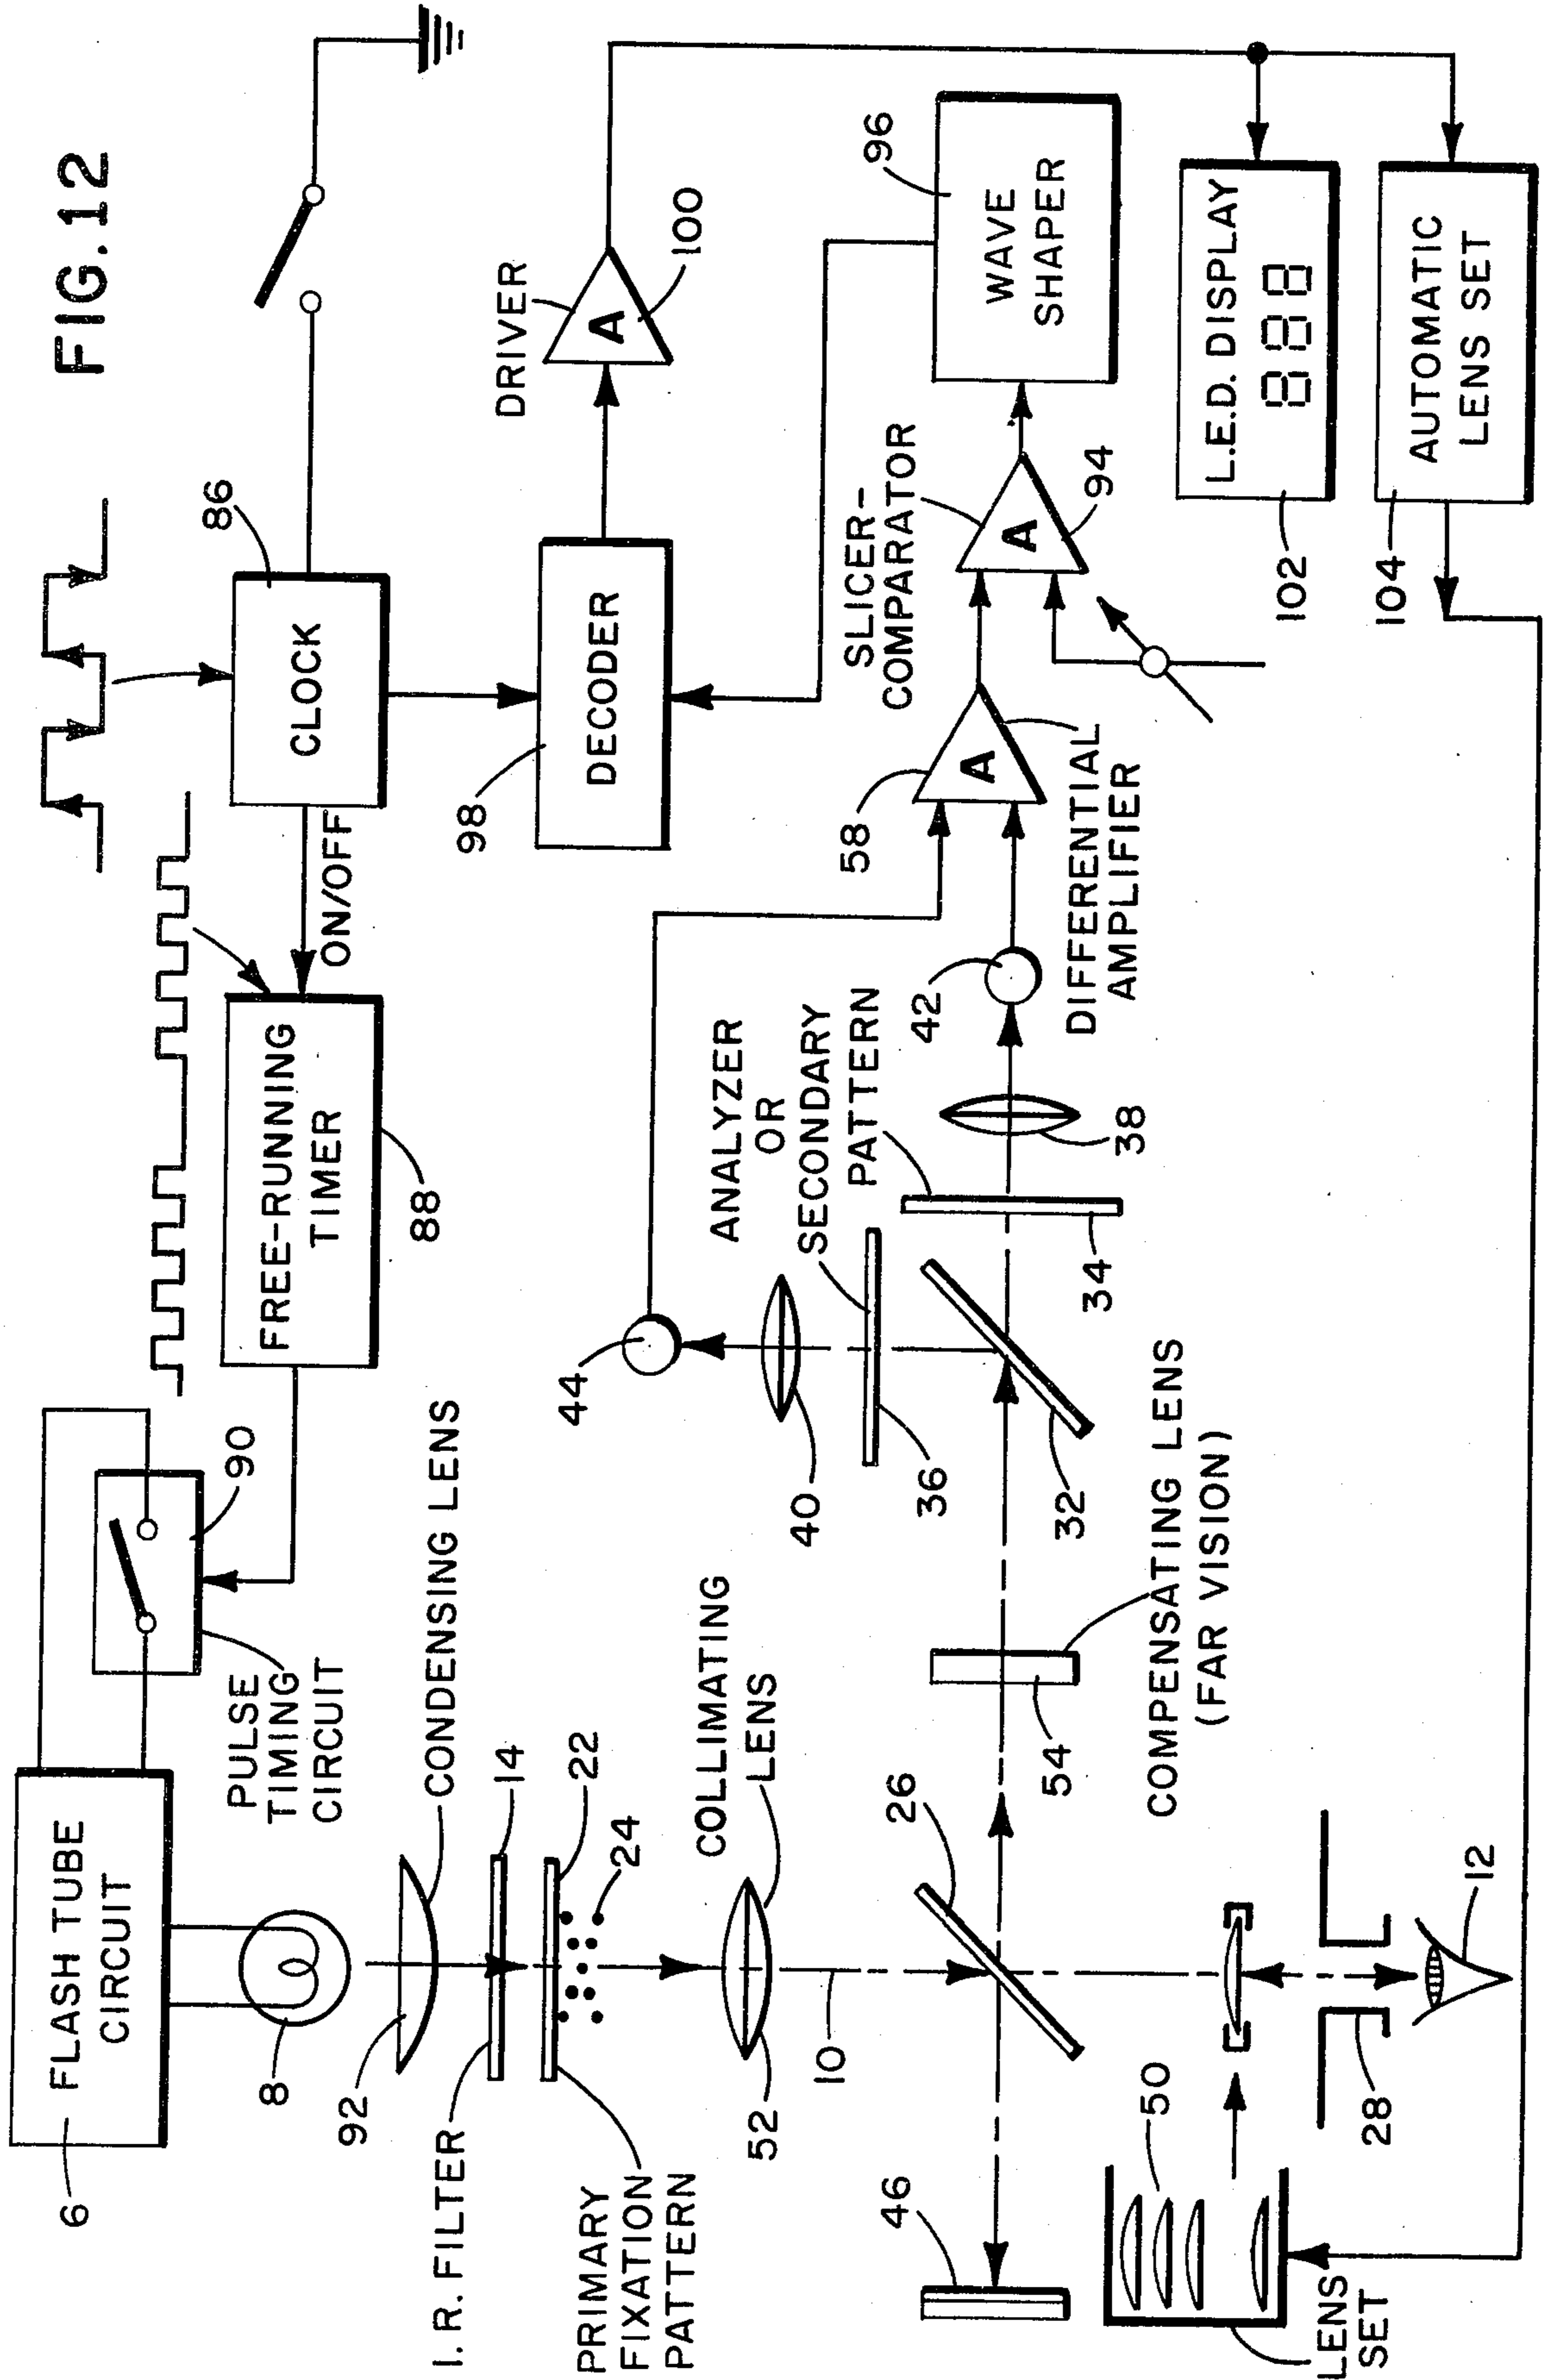 FIG.12
6
FLASH TUBE
CIRCUIT
8
PULSE
TIMING
CIRCUIT
90
FREE-RUNNING
TIMER
88
ON/OFF
CLOCK
86
92
CONDENSING LENS
I.R. FILTER
14
PRIMARY
FIXATION
PATTERN
22
24
COLLIMATING
LENS
52
10
98
DECODER
DRIVER
A
100
44
40
36
ANALYZER
OR
SECONDARY
PATTERN
46
26
54
COMPENSATING LENS
(FAR VISION)
32
34
38
42
58
A
DIFFERENTIAL
AMPLIFIER
SLICER-
COMPARATOR
A
94
96
WAVE
SHAPER
LENS
SET
50
28
12
102
L.E.D. DISPLAY
888
104
AUTOMATIC
LENS SET